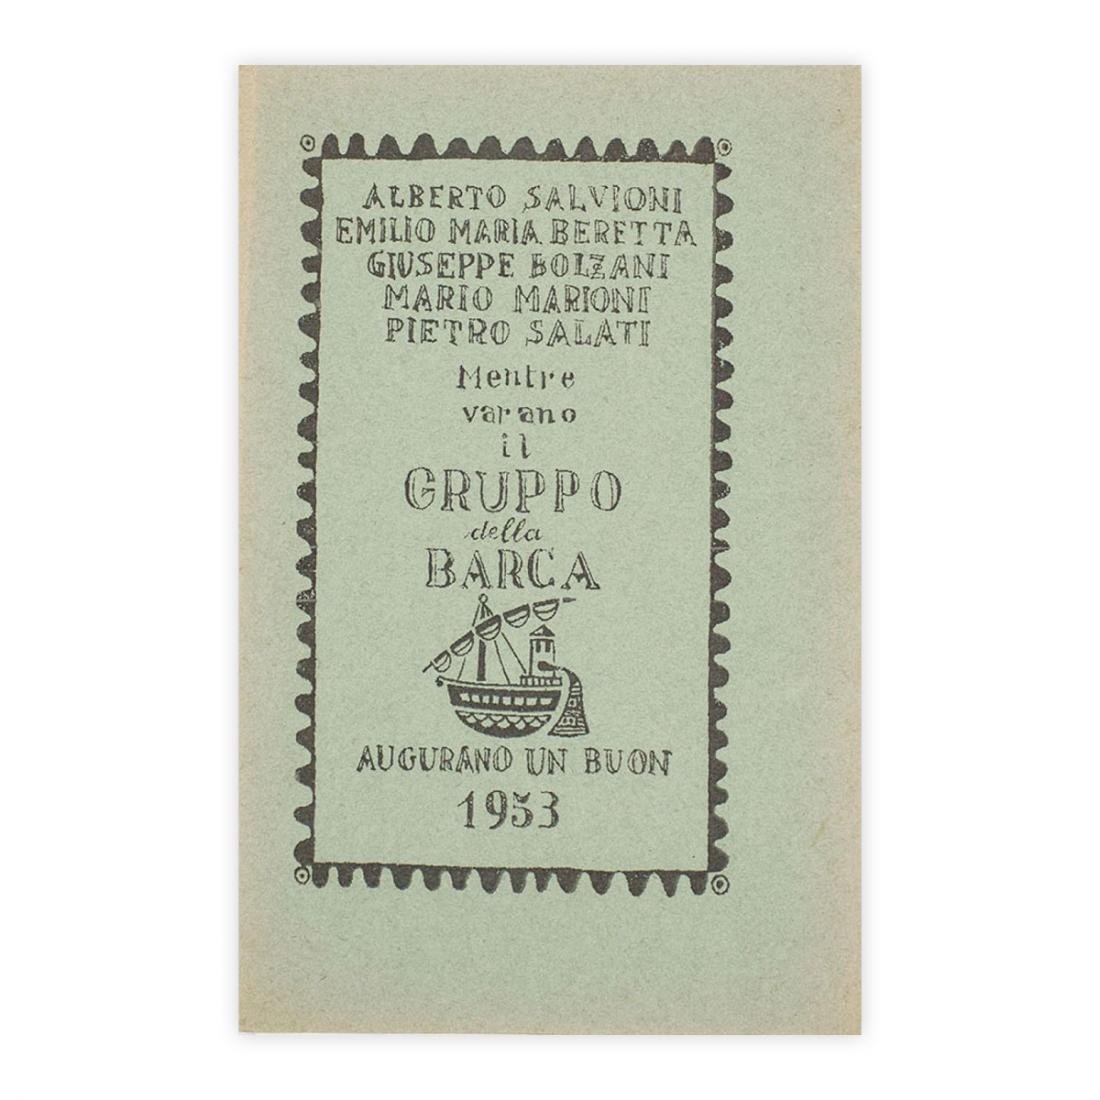 ALBERTO SALVIONI
EMILIO MARIA BERETTA
GIUSEPPE BOLZANI
MARIO MARIONI
PIETRO SALATI
Mentre
varano
il
GRUPPO
della
BARCA
AUGURANO UN BUON
1953